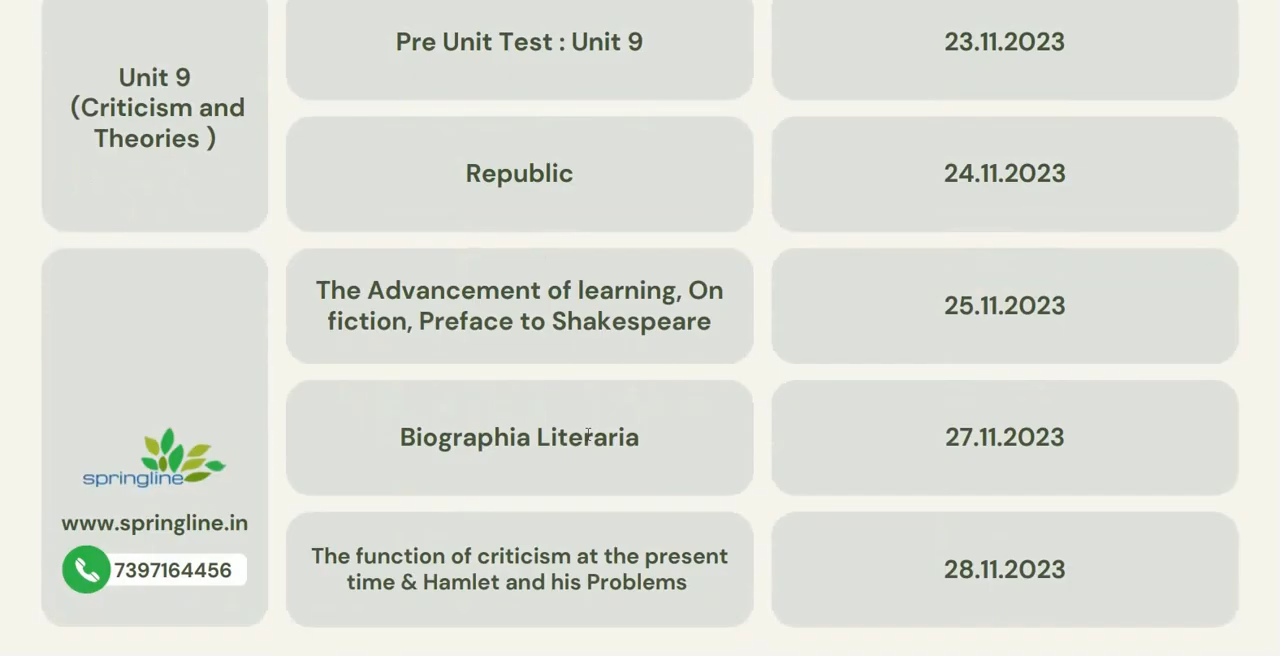 Unit 9
(Criticism and
Theories )
Pre Unit Test : Unit 9
23.11.2023
Republic
24.11.2023
The Advancement of learning, On
fiction, Preface to Shakespeare
25.11.2023
Biographia Literaria
27.11.2023
The function of criticism at the present
time & Hamlet and his Problems
28.11.2023
springline
www.springline.in
7397164456